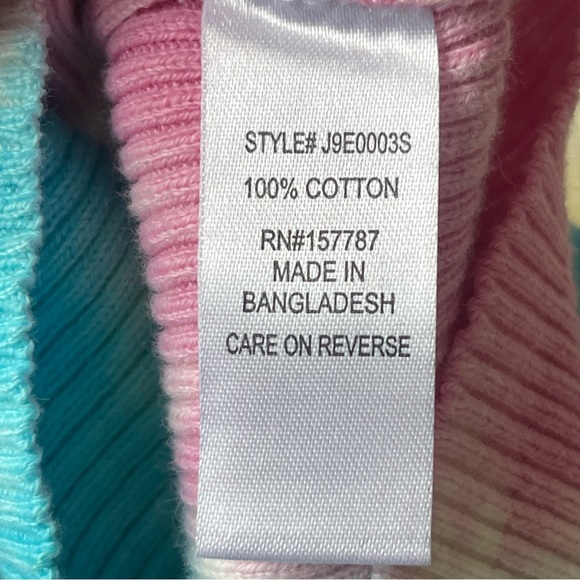 STYLE# J9E0003S
100% COTTON
RN#157787
MADE IN
BANGLADESH
CARE ON REVERSE